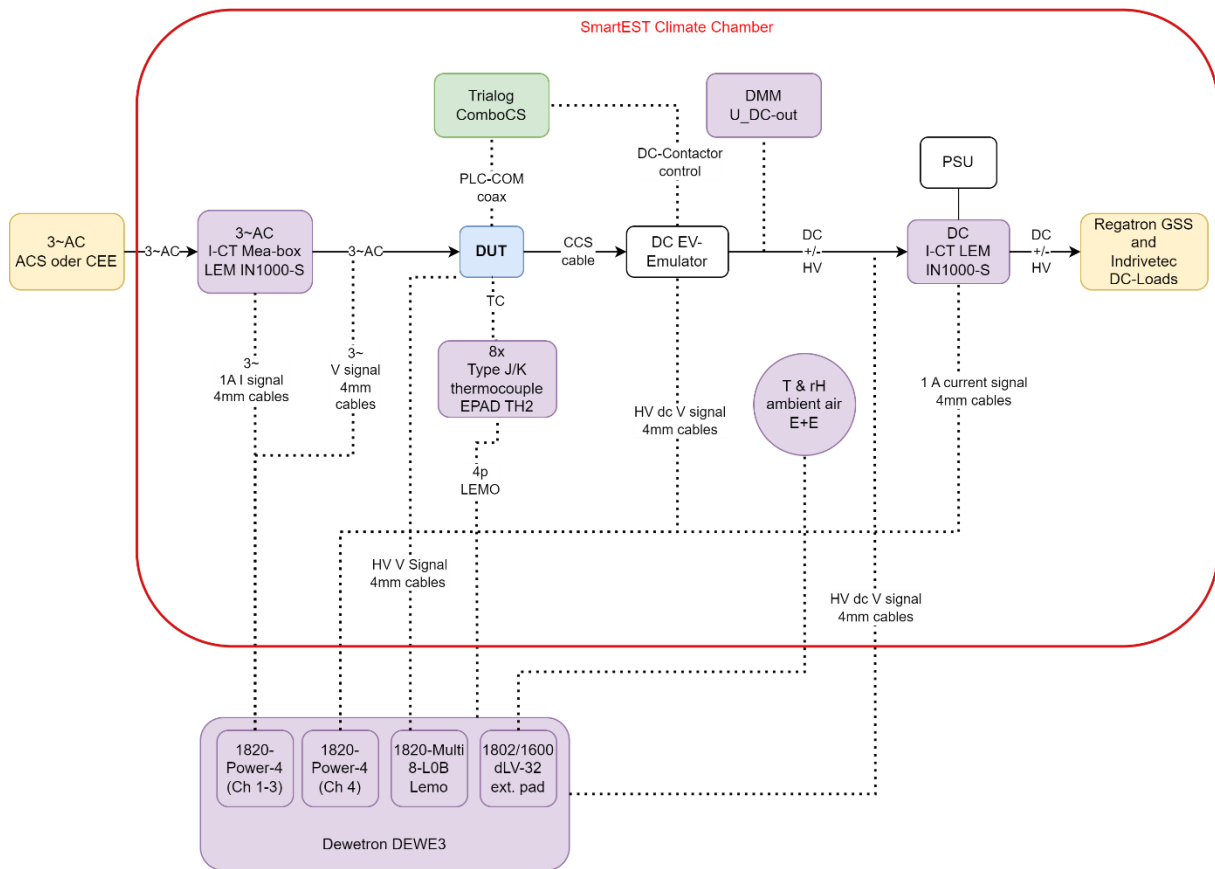 SmartEST Climate Chamber
Trialog
ComboCS
DMM
U_DC-out
PSU
PLC-COM
coax
DC-Contactor
control
3~AC
ACS oder CEE
3~AC
3~AC
I-CT Mea-box
LEM IN1000-S
3~AC
DUT
CCS
cable
DC EV-
Emulator
DC
+/-
HV
DC
I-CT LEM
IN1000-S
DC
+/-
HV
Regatron GSS
and
Indrivetec
DC-Loads
TC
3~
1A I signal
4mm cables
3~
V signal
4mm
cables
8x
Type J/K
thermocouple
EPAD TH2
HV dc V signal
4mm cables
T & rH
ambient air
E+E
1 A current signal
4mm cables
4p
LEMO
HV V Signal
4mm cables
HV dc V signal
4mm cables
1820-
Power-4
(Ch 1-3)
1820-
Power-4
(Ch 4)
1820-Multi
8-L0B
Lemo
1802/1600
dLV-32
ext. pad
Dewetron DEWE3